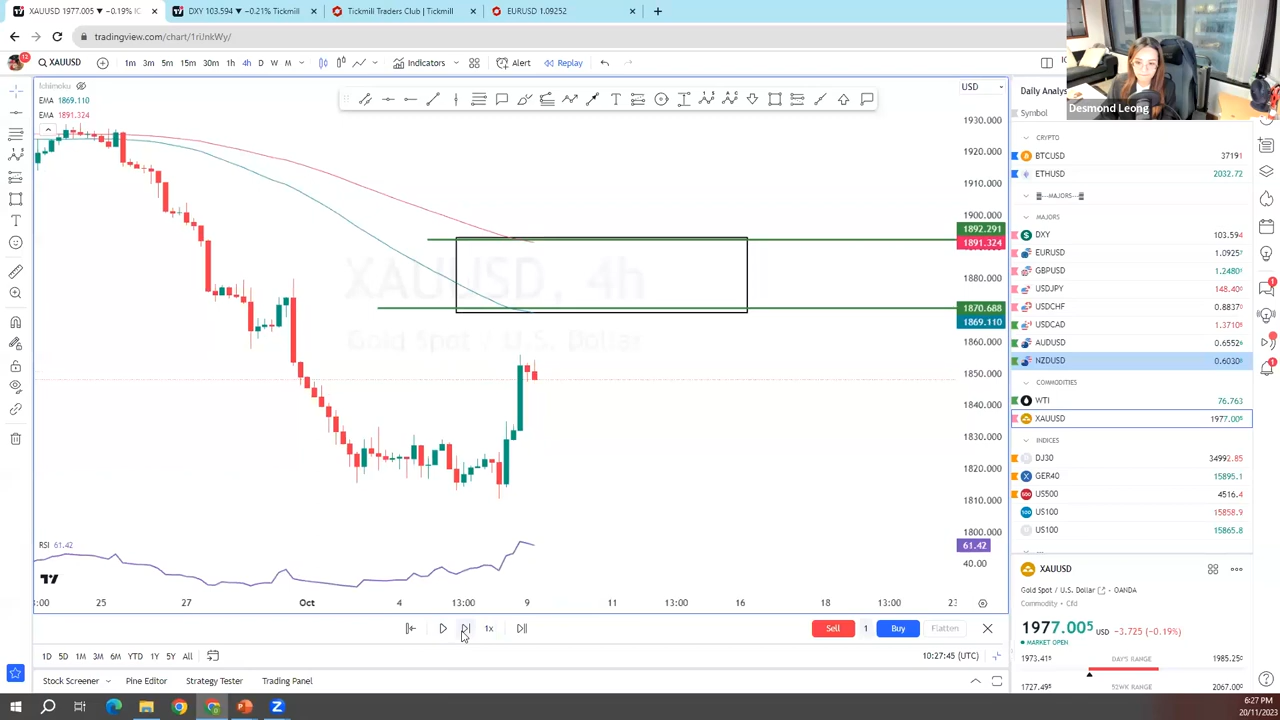 XAUUSD 1977.005 ▼ −0.19% IC
DXY 103.594 ▼ −0.21% Tickmill
Tickmill Traders Club | Tickmill
EURUSD 1.09252
tradingview.com/chart/1riJnkWy/
12
XAUUSD
1m 3m 5m 15m 30m 1h 4h D W M
Indicators
Alert
Replay
Desmond Leong
Ichimoku
EMA 1869.110
EMA 1891.324
USD
1930.000
1920.000
1910.000
1900.000
1892.291
1891.324
1880.000
1870.688
1869.110
1860.000
1850.000
1840.000
1830.000
1820.000
1810.000
1800.000
XAUUSD, 4h
Gold Spot / U.S. Dollar
RSI 61.42
61.42
40.00
25 27 Oct 4 13:00 9 11 13:00 16 18 13:00
1x
Sell 1 Buy Flatten
1D 5D 1M 3M 6M YTD 1Y 5Y All
10:27:45 (UTC)
Stock Screener Pine Editor Strategy Tester Trading Panel
Daily Analys
Symbol
CRYPTO
BTCUSD 37191
ETHUSD 2032.72
MAJORS
MAJORS
DXY 103.594
EURUSD 1.0925
GBPUSD 1.2480
USDJPY 148.40
USDCHF 0.8837
USDCAD 1.3710
AUDUSD 0.6552
NZDUSD 0.6030
COMMODITIES
WTI 76.763
XAUUSD 1977.005
INDICES
DJ30 34992.85
GER40 15895.1
US500 4516.4
US100 15858.9
US100 15865.8
XAUUSD
Gold Spot / U.S. Dollar • OANDA
Commodity • Cfd
1977.005 USD −3.725 (−0.19%)
MARKET OPEN
1973.415 DAY'S RANGE 1985.250
1727.495 52WK RANGE 2067.000
6:27 PM
20/11/2023